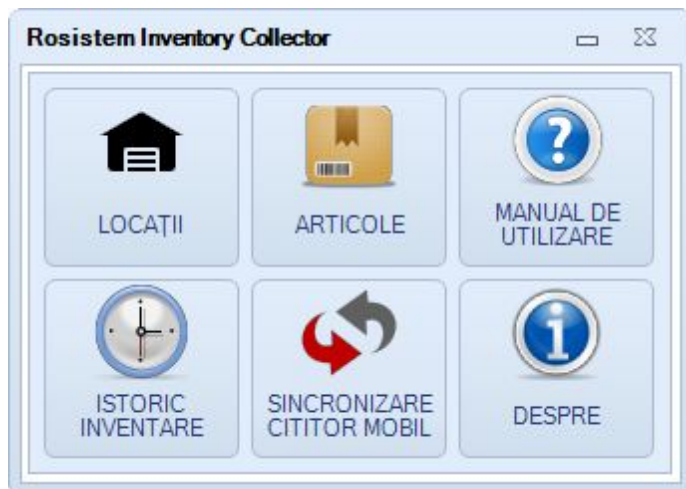 Rosistem Inventory Collector
LOCAȚII
ARTICOLE
MANUAL DE
UTILIZARE
ISTORIC
INVENTARE
SINCRONIZARE
CITITOR MOBIL
DESPRE